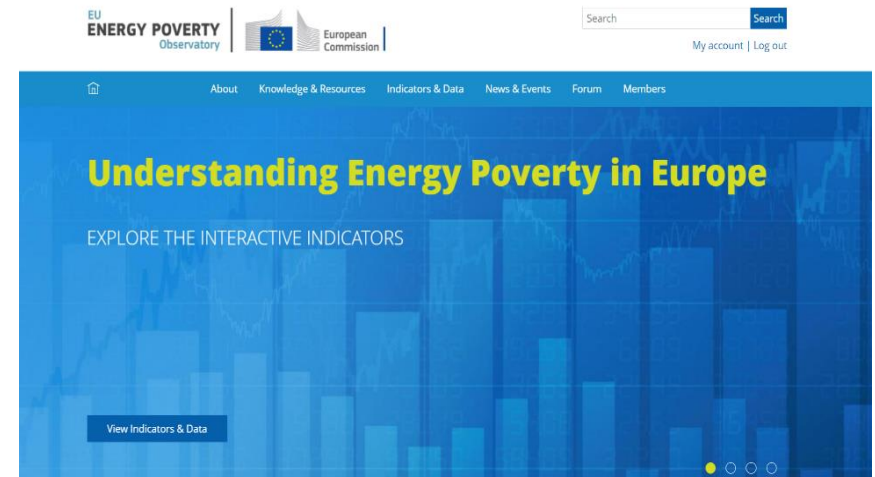 EU
ENERGY POVERTY
Observatory
European
Commission
Search
Search
My account | Log out
About
Knowledge & Resources
Indicators & Data
News & Events
Forum
Members
Understanding Energy Poverty in Europe
EXPLORE THE INTERACTIVE INDICATORS
View Indicators & Data